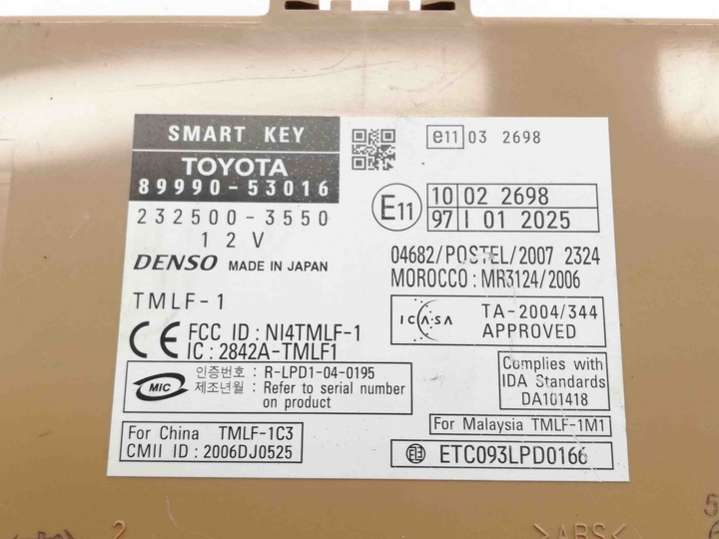 SMART KEY
TOYOTA
89990-53016
232500-3550
12V
DENSO MADE IN JAPAN
TMLF-1
CE FCC ID : NI4TMLF-1
IC : 2842A-TMLF1
MIC 인증번호 : R-LPD1-04-0195
제조년월 : Refer to serial number
on product
For China TMLF-1C3
CMII ID : 2006DJ0525
e11 03 2698
E11 10 02 2698
97 I 01 2025
04682/POSTEL/2007 2324
MOROCCO : MR3124/2006
ICASA TA-2004/344
APPROVED
Complies with
IDA Standards
DA101418
For Malaysia TMLF-1M1
ETC093LPD0166
2
>ABS<
5